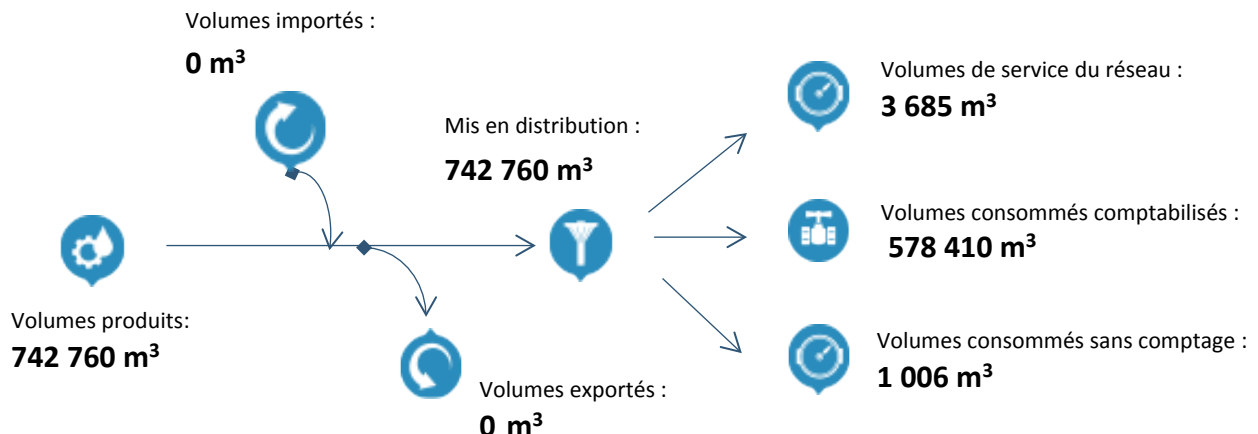 Volumes importés :
0 m³
Mis en distribution :
742 760 m³
Volumes de service du réseau :
3 685 m³
Volumes consommés comptabilisés :
578 410 m³
Volumes produits:
742 760 m³
Volumes exportés :
0 m³
Volumes consommés sans comptage :
1 006 m³